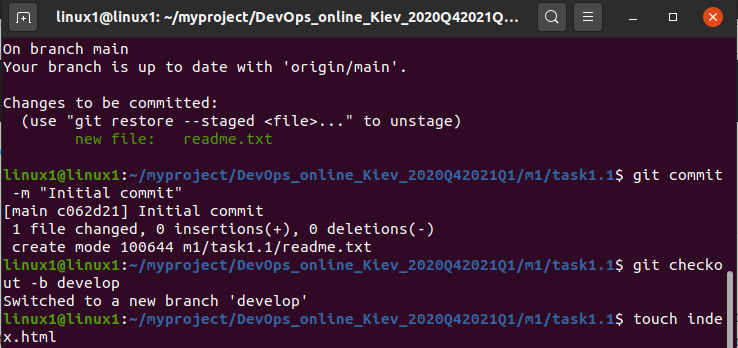 linux1@linux1: ~/myproject/DevOps_online_Kiev_2020Q42021Q...
On branch main
Your branch is up to date with 'origin/main'.
Changes to be committed:
  (use "git restore --staged <file>..." to unstage)
        new file:   readme.txt
linux1@linux1:~/myproject/DevOps_online_Kiev_2020Q42021Q1/m1/task1.1$ git commit
 -m "Initial commit"
[main c062d21] Initial commit
 1 file changed, 0 insertions(+), 0 deletions(-)
 create mode 100644 m1/task1.1/readme.txt
linux1@linux1:~/myproject/DevOps_online_Kiev_2020Q42021Q1/m1/task1.1$ git checko
ut -b develop
Switched to a new branch 'develop'
linux1@linux1:~/myproject/DevOps_online_Kiev_2020Q42021Q1/m1/task1.1$ touch inde
x.html